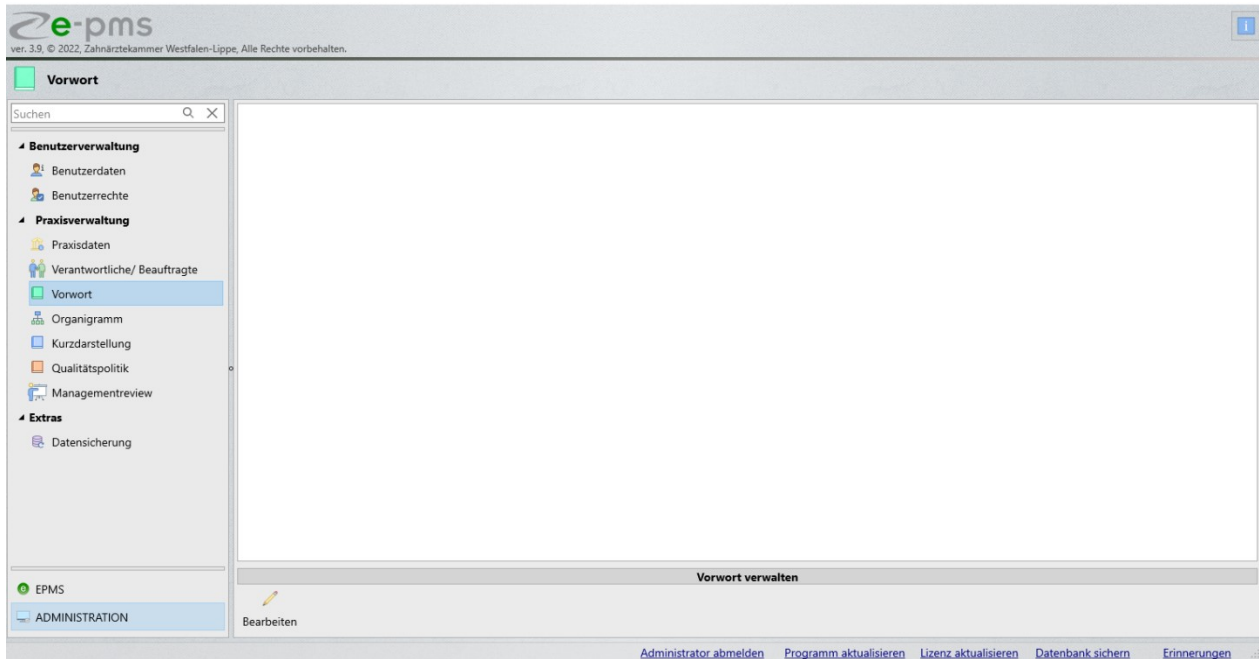 e-pms
ver. 3.9, © 2022, Zahnärztekammer Westfalen-Lippe, Alle Rechte vorbehalten.
i
Vorwort
Suchen
Benutzerverwaltung
Benutzerdaten
Benutzerrechte
Praxisverwaltung
Praxisdaten
Verantwortliche/ Beauftragte
Vorwort
Organigramm
Kurzdarstellung
Qualitätspolitik
Managementreview
Extras
Datensicherung
e EPMS
ADMINISTRATION
Vorwort verwalten
Bearbeiten
Administrator abmelden Programm aktualisieren Lizenz aktualisieren Datenbank sichern Erinnerungen